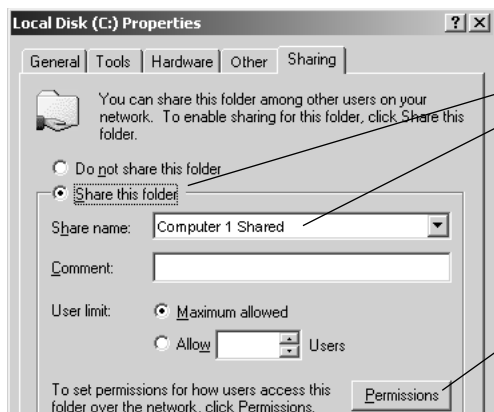 Local Disk (C:) Properties
? ×
General Tools Hardware Other Sharing
You can share this folder among other users on your
network. To enable sharing for this folder, click Share this
folder.
Do not share this folder
Share this folder
Share name: Computer 1 Shared
Comment:
User limit: Maximum allowed
Allow Users
To set permissions for how users access this
folder over the network, click Permissions.
Permissions